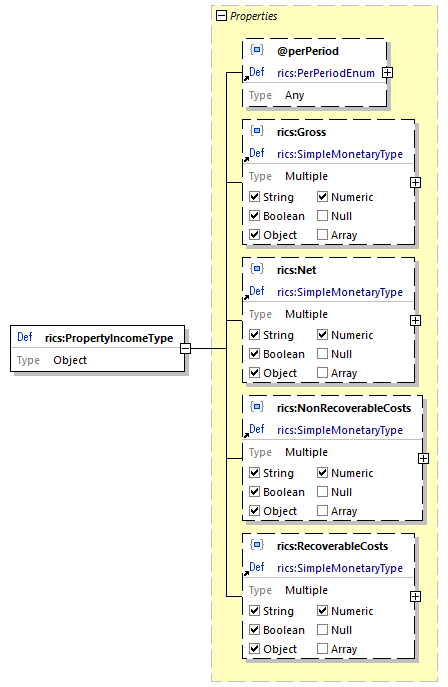 Properties
@perPeriod
Def rics:PerPeriodEnum
Type Any
rics:Gross
Def rics:SimpleMonetaryType
Type Multiple
String Numeric
Boolean Null
Object Array
rics:Net
Def rics:SimpleMonetaryType
Type Multiple
String Numeric
Boolean Null
Object Array
Def rics:PropertyIncomeType
Type Object
rics:NonRecoverableCosts
Def rics:SimpleMonetaryType
Type Multiple
String Numeric
Boolean Null
Object Array
rics:RecoverableCosts
Def rics:SimpleMonetaryType
Type Multiple
String Numeric
Boolean Null
Object Array